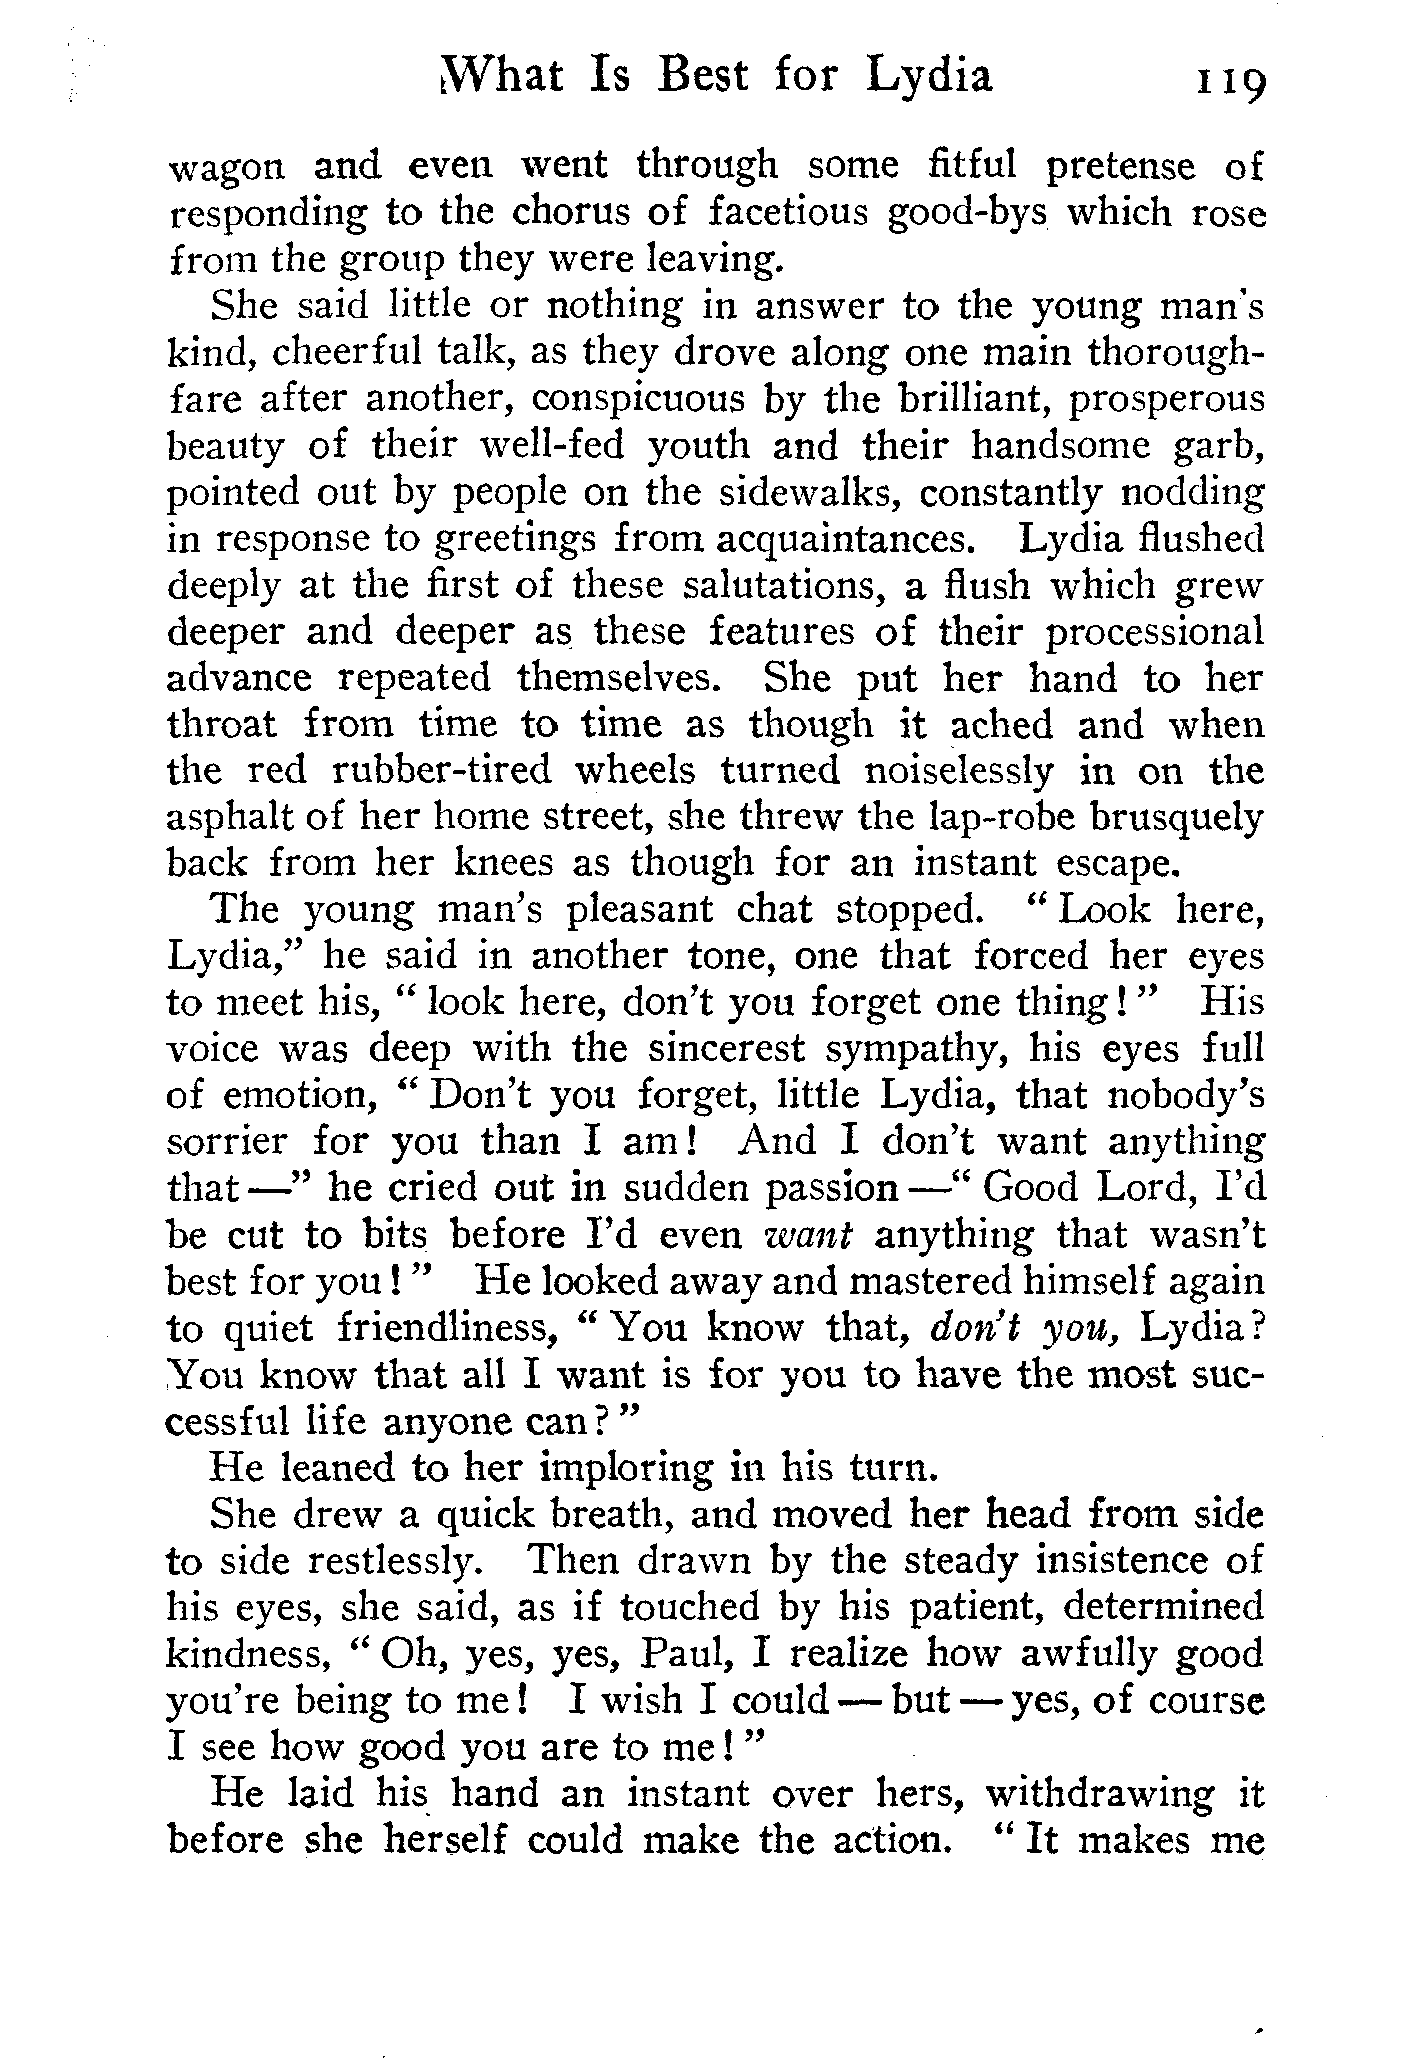 What Is Best for Lydia 119
wagon and even went through some fitful pretense of
responding to the chorus of facetious good-bys which rose
from the group they were leaving.
She said little or nothing in answer to the young man's
kind, cheerful talk, as they drove along one main thorough-
fare after another, conspicuous by the brilliant, prosperous
beauty of their well-fed youth and their handsome garb,
pointed out by people on the sidewalks, constantly nodding
in response to greetings from acquaintances. Lydia flushed
deeply at the first of these salutations, a flush which grew
deeper and deeper as these features of their processional
advance repeated themselves. She put her hand to her
throat from time to time as though it ached and when
the red rubber-tired wheels turned noiselessly in on the
asphalt of her home street, she threw the lap-robe brusquely
back from her knees as though for an instant escape.
The young man's pleasant chat stopped. "Look here,
Lydia," he said in another tone, one that forced her eyes
to meet his, "look here, don't you forget one thing!" His
voice was deep with the sincerest sympathy, his eyes full
of emotion, "Don't you forget, little Lydia, that nobody's
sorrier for you than I am! And I don't want anything
that—" he cried out in sudden passion—"Good Lord, I'd
be cut to bits before I'd even want anything that wasn't
best for you!" He looked away and mastered himself again
to quiet friendliness, "You know that, don't you, Lydia?
You know that all I want is for you to have the most suc-
cessful life anyone can?"
He leaned to her imploring in his turn.
She drew a quick breath, and moved her head from side
to side restlessly. Then drawn by the steady insistence of
his eyes, she said, as if touched by his patient, determined
kindness, "Oh, yes, yes, Paul, I realize how awfully good
you're being to me! I wish I could—but—yes, of course
I see how good you are to me!"
He laid his hand an instant over hers, withdrawing it
before she herself could make the action. "It makes me